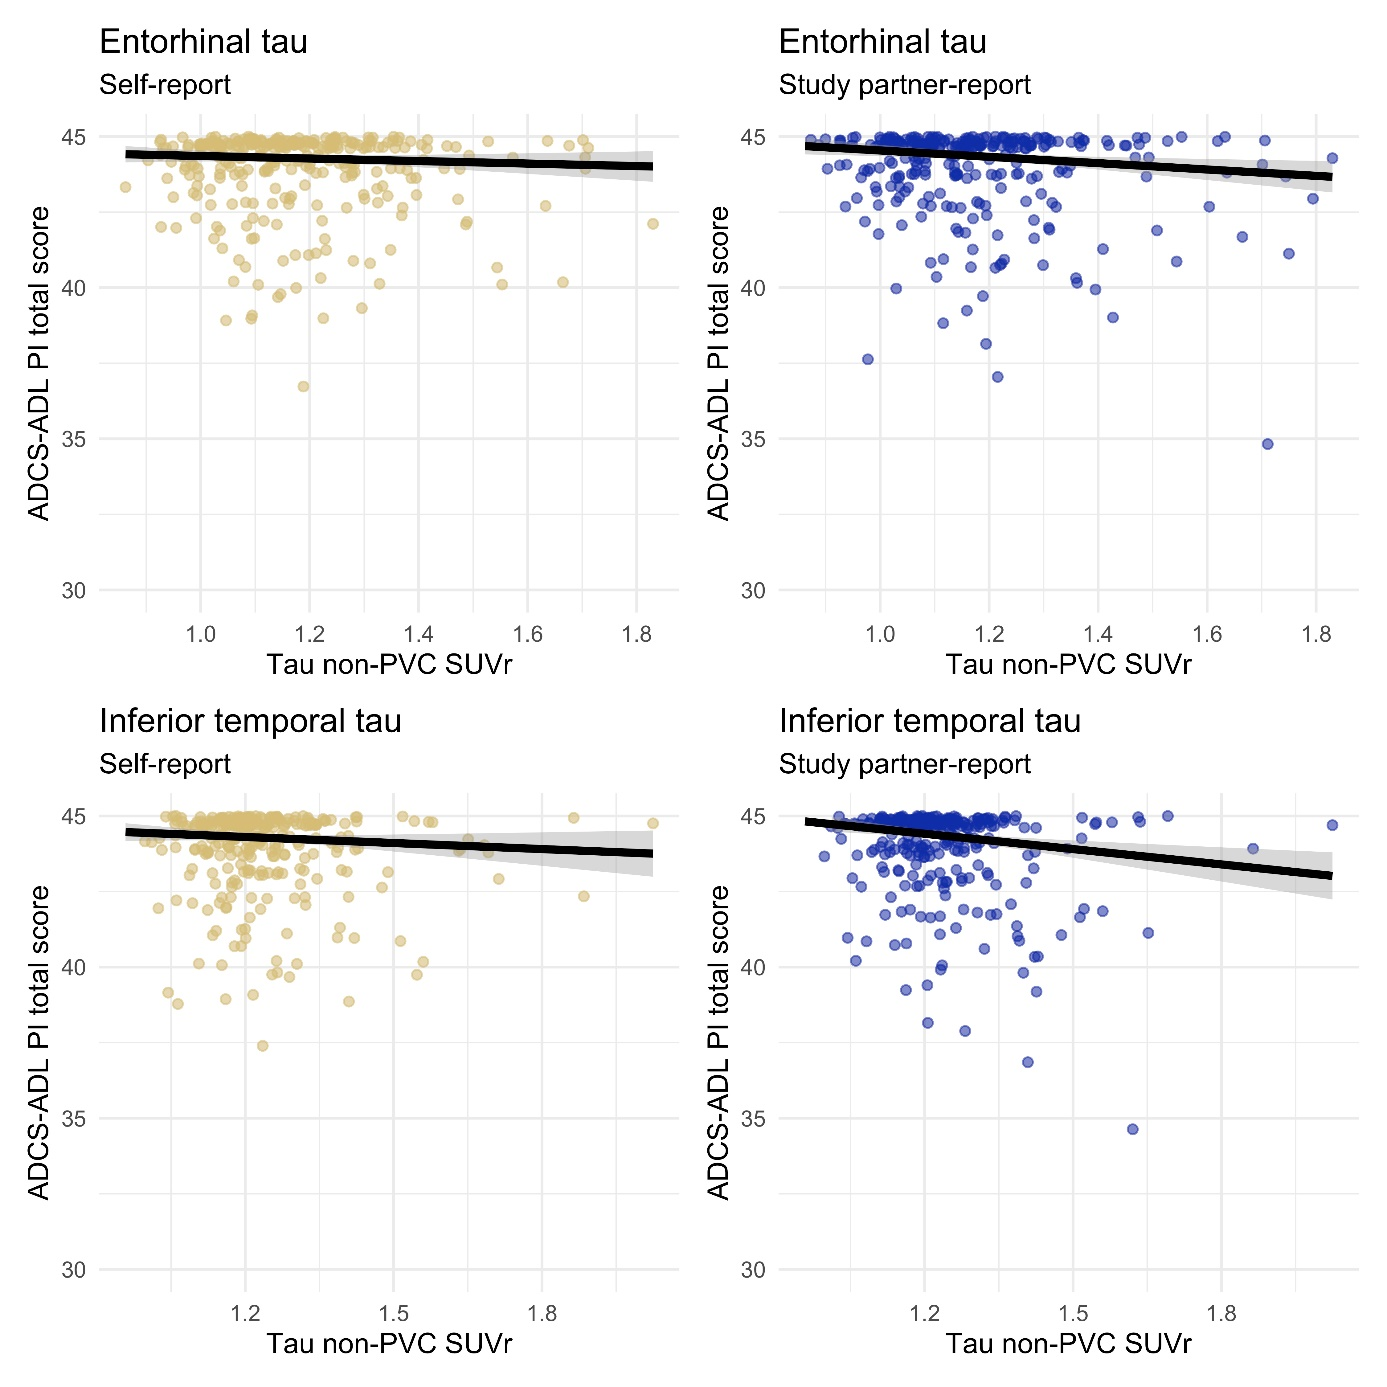 Entorhinal tau
Self-report
ADCS-ADL PI total score
45
40
35
30
1.0 1.2 1.4 1.6 1.8
Tau non-PVC SUVr
Entorhinal tau
Study partner-report
ADCS-ADL PI total score
45
40
35
30
1.0 1.2 1.4 1.6 1.8
Tau non-PVC SUVr
Inferior temporal tau
Self-report
ADCS-ADL PI total score
45
40
35
30
1.2 1.5 1.8
Tau non-PVC SUVr
Inferior temporal tau
Study partner-report
ADCS-ADL PI total score
45
40
35
30
1.2 1.5 1.8
Tau non-PVC SUVr